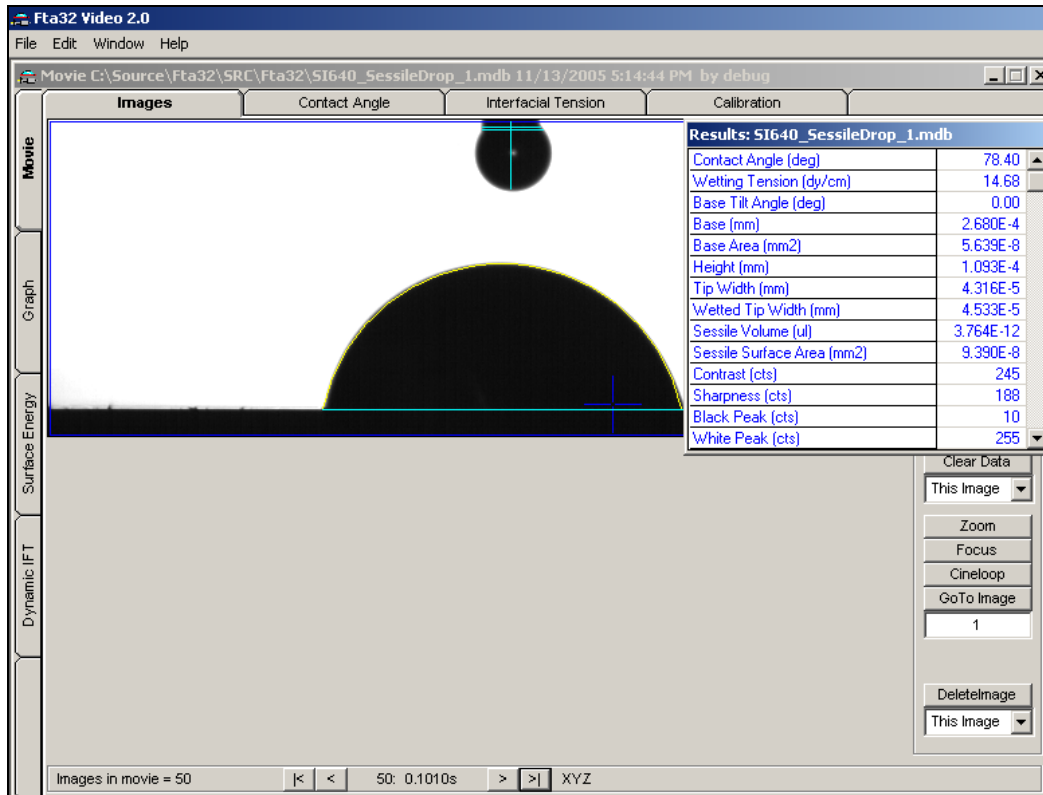 Fta32 Video 2.0
File Edit Window Help
Movie C:\Source\Fta32\SRC\Fta32\SI640_SessileDrop_1.mdb 11/13/2005 5:14:44 PM by debug
Images Contact Angle Interfacial Tension Calibration
Movie
Graph
Surface Energy
Dynamic IFT
Results: SI640_SessileDrop_1.mdb
Contact Angle (deg) 78.40
Wetting Tension (dy/cm) 14.68
Base Tilt Angle (deg) 0.00
Base (mm) 2.680E-4
Base Area (mm2) 5.639E-8
Height (mm) 1.093E-4
Tip Width (mm) 4.316E-5
Wetted Tip Width (mm) 4.533E-5
Sessile Volume (ul) 3.764E-12
Sessile Surface Area (mm2) 9.390E-8
Contrast (cts) 245
Sharpness (cts) 188
Black Peak (cts) 10
White Peak (cts) 255
Clear Data
This Image
Zoom
Focus
Cineloop
GoTo Image
1
DeleteImage
This Image
Images in movie = 50 |< < 50: 0.1010s > >| XYZ